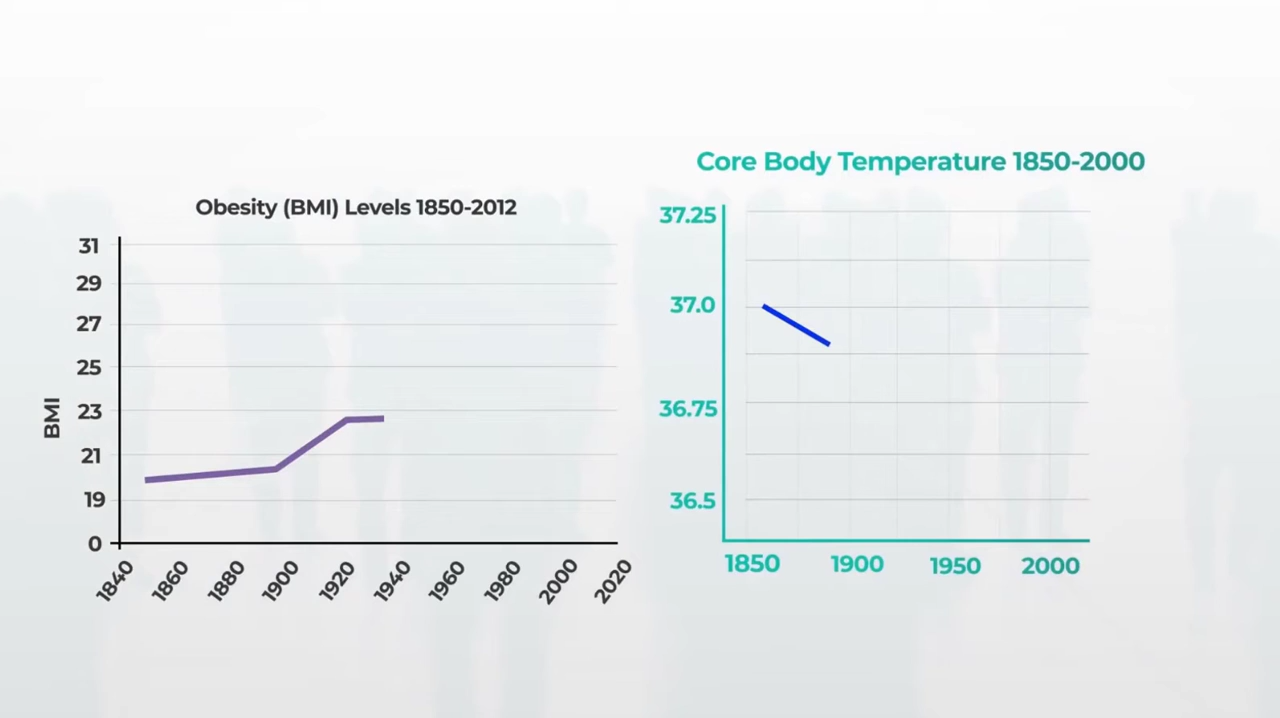 Obesity (BMI) Levels 1850-2012
BMI
31
29
27
25
23
21
19
0
1840 1860 1880 1900 1920 1940 1960 1980 2000 2020
Core Body Temperature 1850-2000
37.25
37.0
36.75
36.5
1850 1900 1950 2000